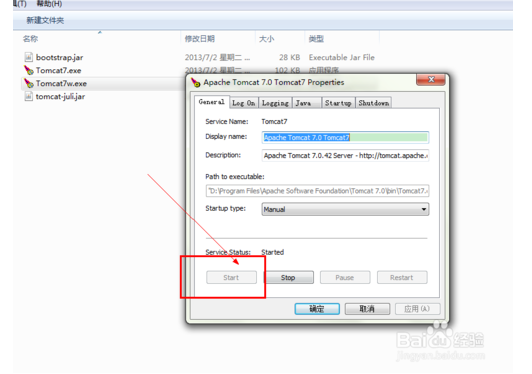 具(T) 帮助(H)
新建文件夹
名称 修改日期 大小 类型
bootstrap.jar 2013/7/2 星期二 ... 28 KB Executable Jar File
Tomcat7.exe 2013/7/2 星期二 ... 102 KB 应用程序
Tomcat7w.exe
tomcat-juli.jar
Apache Tomcat 7.0 Tomcat7 Properties
General Log On Logging Java Startup Shutdown
Service Name: Tomcat7
Display name: Apache Tomcat 7.0 Tomcat7
Description: Apache Tomcat 7.0.42 Server - http://tomcat.apache.
Path to executable:
"D:\Program Files\Apache Software Foundation\Tomcat 7.0\bin\Tomcat7.
Startup type: Manual
Service Status: Started
Start Stop Pause Restart
确定 取消 应用(A)
Baidu 经验
jingyan.baidu.com